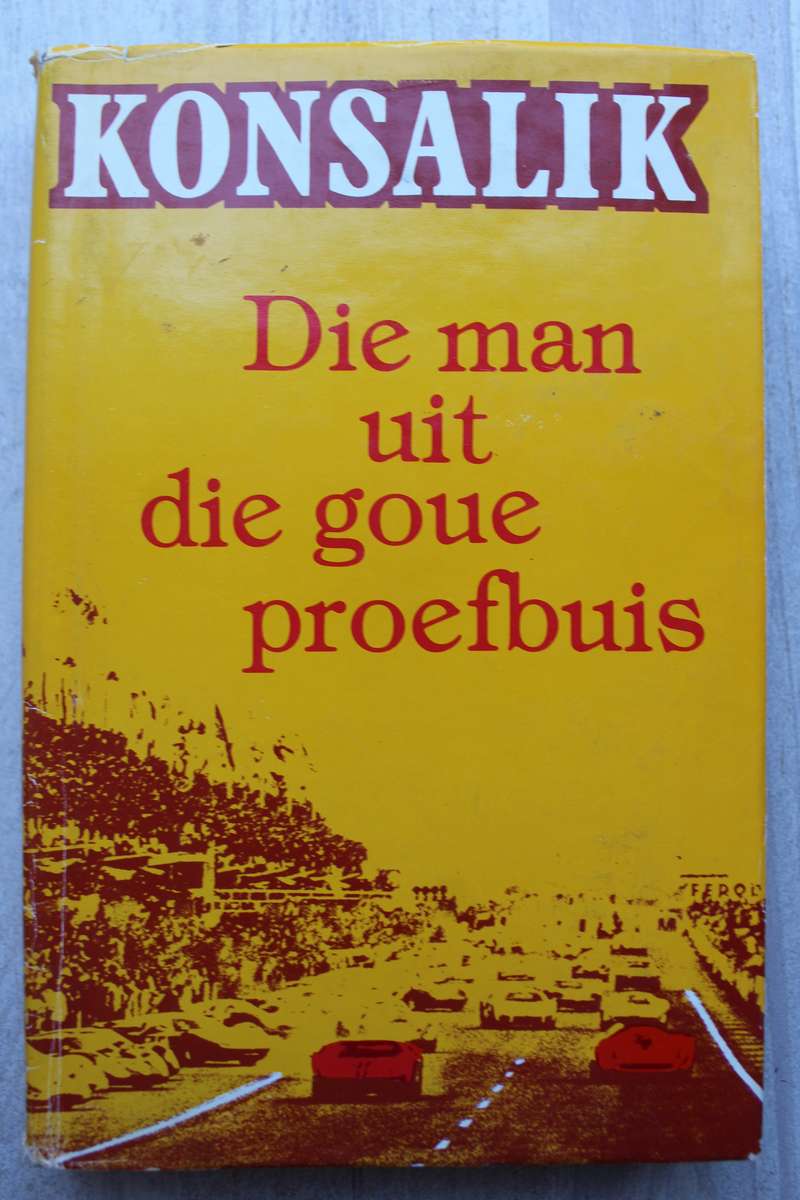 KONSALIK
Die man
uit
die goue
proefbuis